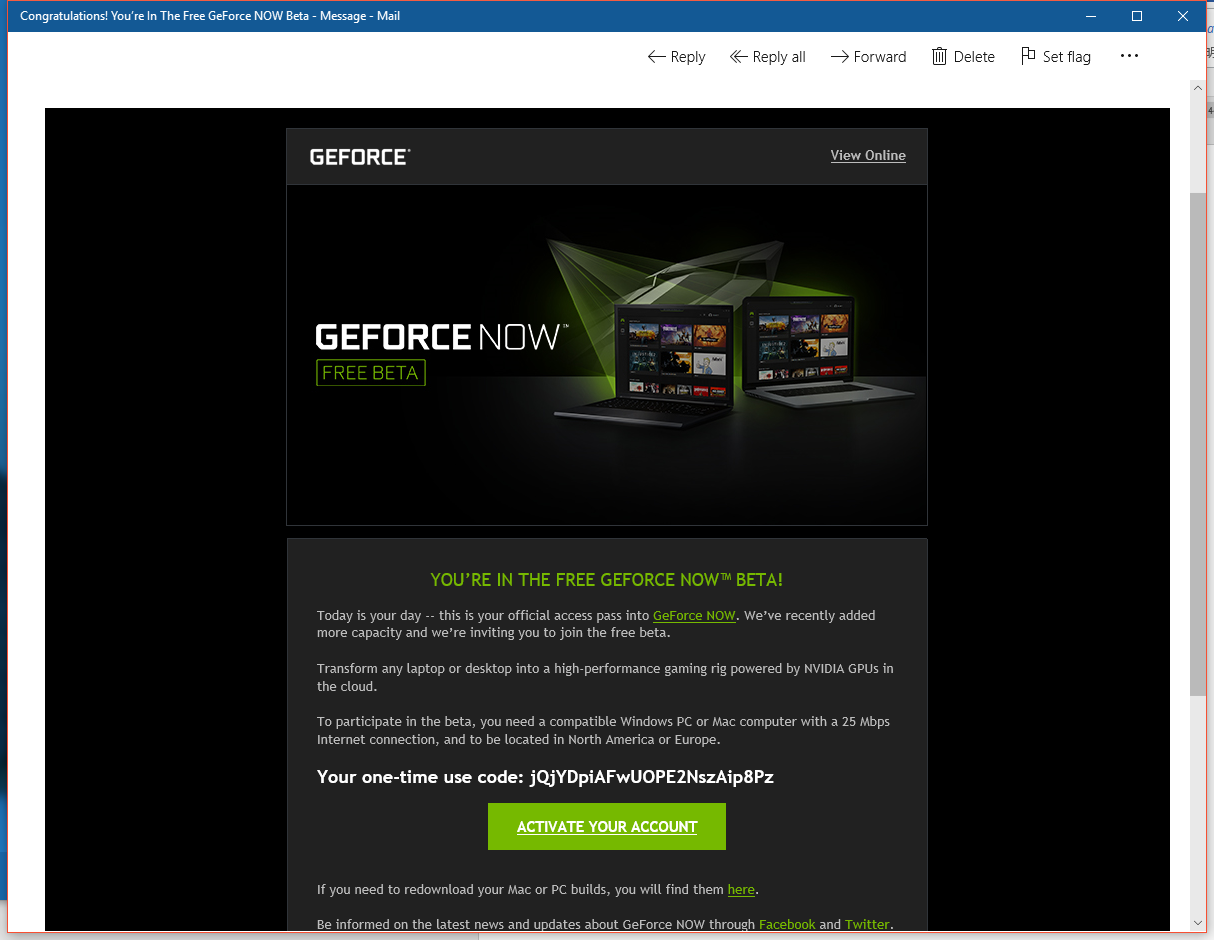 Congratulations! You’re In The Free GeForce NOW Beta - Message - Mail
Reply
Reply all
Forward
Delete
Set flag
GEFORCE
View Online
GEFORCE NOW™
FREE BETA
YOU’RE IN THE FREE GEFORCE NOW™ BETA!
Today is your day -- this is your official access pass into GeForce NOW. We’ve recently added
more capacity and we’re inviting you to join the free beta.
Transform any laptop or desktop into a high-performance gaming rig powered by NVIDIA GPUs in
the cloud.
To participate in the beta, you need a compatible Windows PC or Mac computer with a 25 Mbps
Internet connection, and to be located in North America or Europe.
Your one-time use code: jQjYDpiAFwUOPE2NszAip8Pz
ACTIVATE YOUR ACCOUNT
If you need to redownload your Mac or PC builds, you will find them here.
Be informed on the latest news and updates about GeForce NOW through Facebook and Twitter.